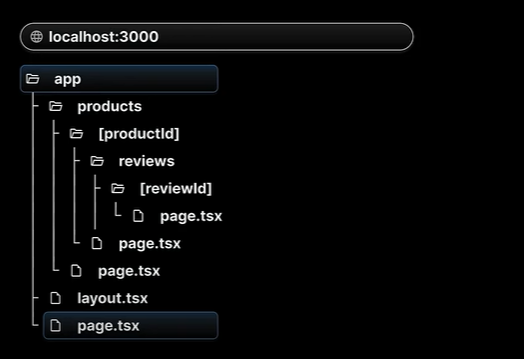 localhost:3000
app
products
[productId]
reviews
[reviewId]
page.tsx
page.tsx
page.tsx
layout.tsx
page.tsx